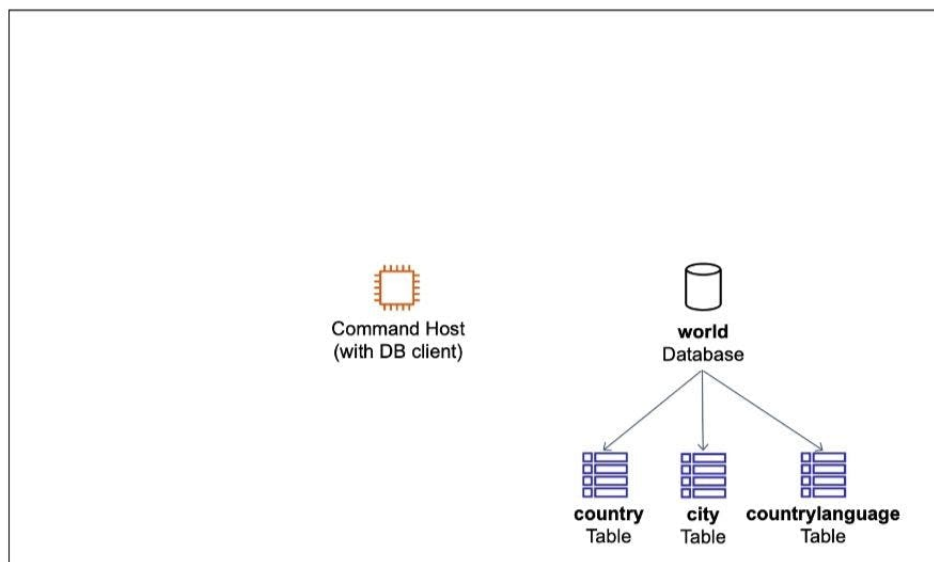 Command Host
(with DB client)
world
Database
country
Table
city
Table
countrylanguage
Table